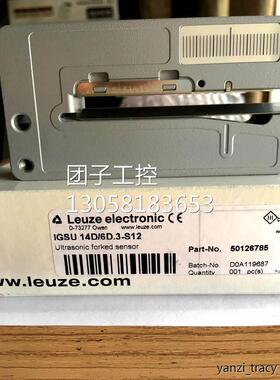 团子工控
13058183653
Leuze electronic CE
D-73277 Owen www.leuze.com
IGSU 14D/6D.3-S12
Ultrasonic forked sensor
Part-No. 50126785
Batch-No. D0A119687
Quantity 001 pc(s)
www.leuze.com
yanzi_tracy